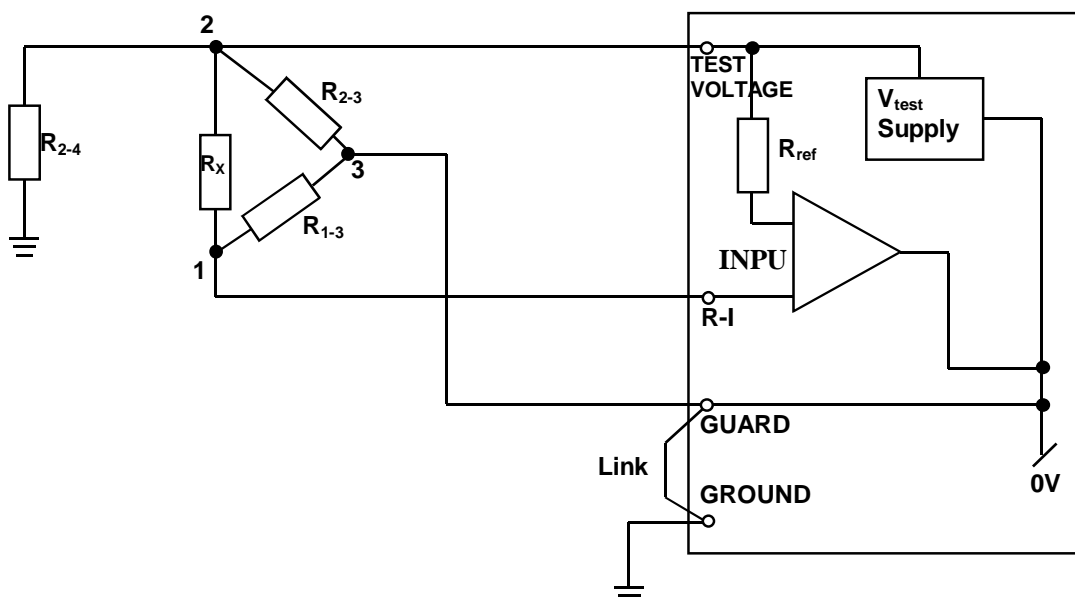 2
TEST
VOLTAGE
R2-3
Vtest
Supply
R2-4
RX
Rref
3
R1-3
INPU
1
R-I
GUARD
Link
GROUND
0V